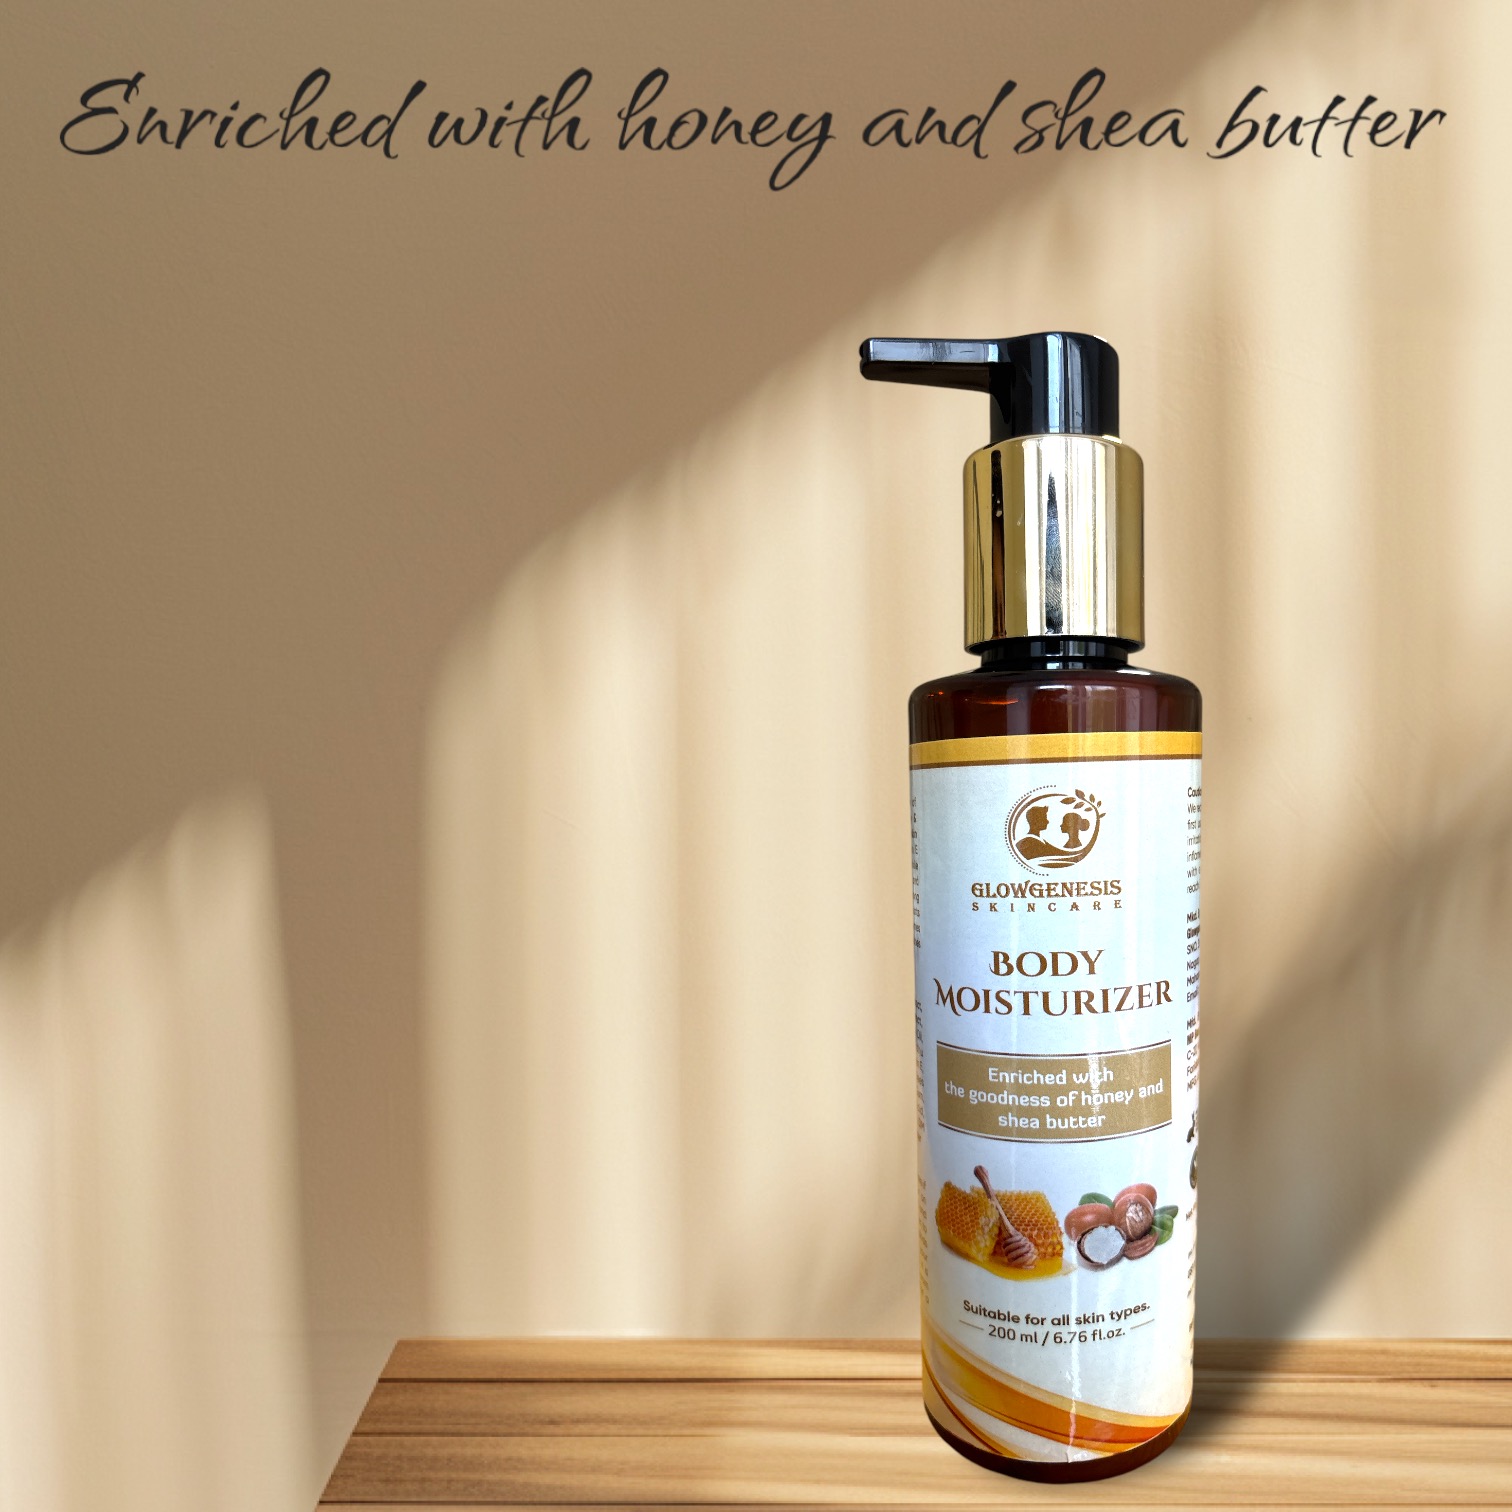 Enriched with honey and shea butter
GLOWGENESIS
SKINCARE
BODY
MOISTURIZER
Enriched with
the goodness of honey and
shea butter
Suitable for all skin types.
200 ml / 6.76 fl.oz.